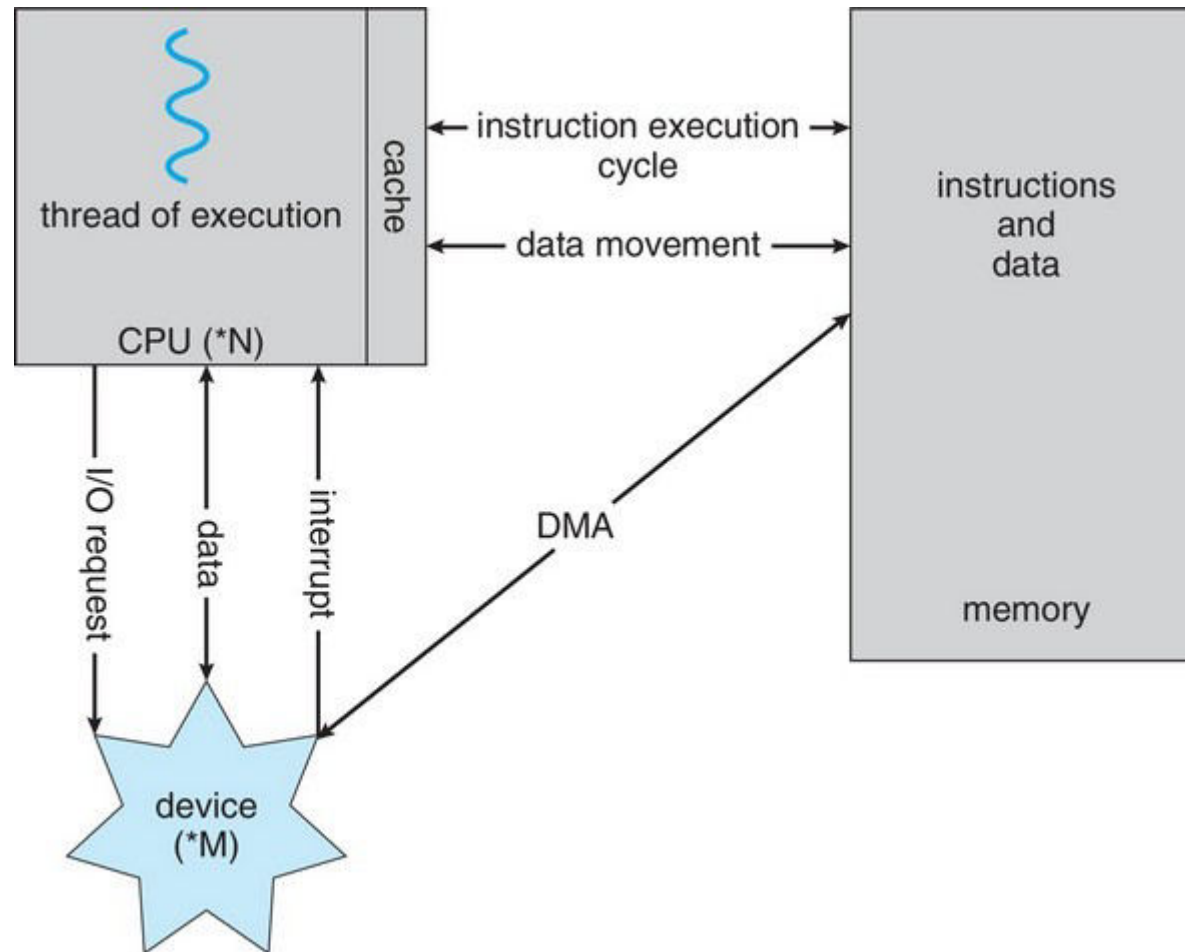 thread of execution
CPU (*N)
cache
instruction execution
cycle
data movement
instructions
and
data
memory
I/O request
data
interrupt
DMA
device
(*M)